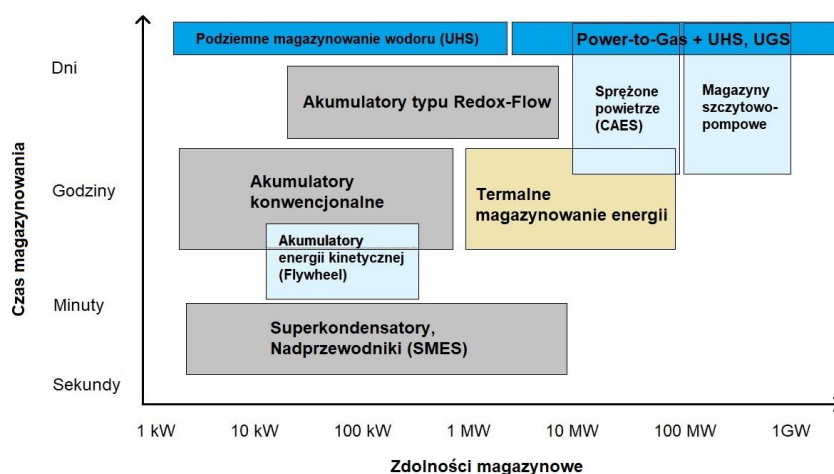 Podziemne magazynowanie wodoru (UHS)
Power-to-Gas + UHS, UGS
Dni
Akumulatory typu Redox-Flow
Sprężone
powietrze
(CAES)
Magazyny
szczytowo-
pompowe
Godziny
Akumulatory
konwencjonalne
Termalne
magazynowanie energii
Akumulatory
energii kinetycznej
(Flywheel)
Czas magazynowania
Minuty
Superkondensatory,
Nadprzewodniki (SMES)
Sekundy
1 kW 10 kW 100 kW 1 MW 10 MW 100 MW 1GW
Zdolności magazynowe